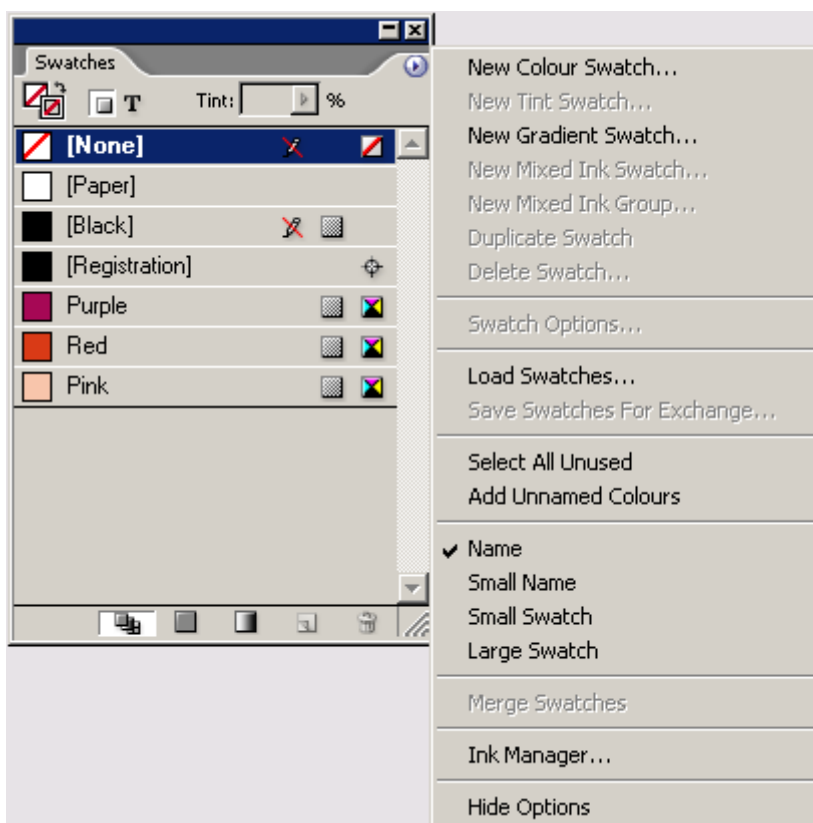 Swatches
T Tint: %
[None]
[Paper]
[Black]
[Registration]
Purple
Red
Pink
New Colour Swatch...
New Tint Swatch...
New Gradient Swatch...
New Mixed Ink Swatch...
New Mixed Ink Group...
Duplicate Swatch
Delete Swatch...
Swatch Options...
Load Swatches...
Save Swatches For Exchange...
Select All Unused
Add Unnamed Colours
Name
Small Name
Small Swatch
Large Swatch
Merge Swatches
Ink Manager...
Hide Options